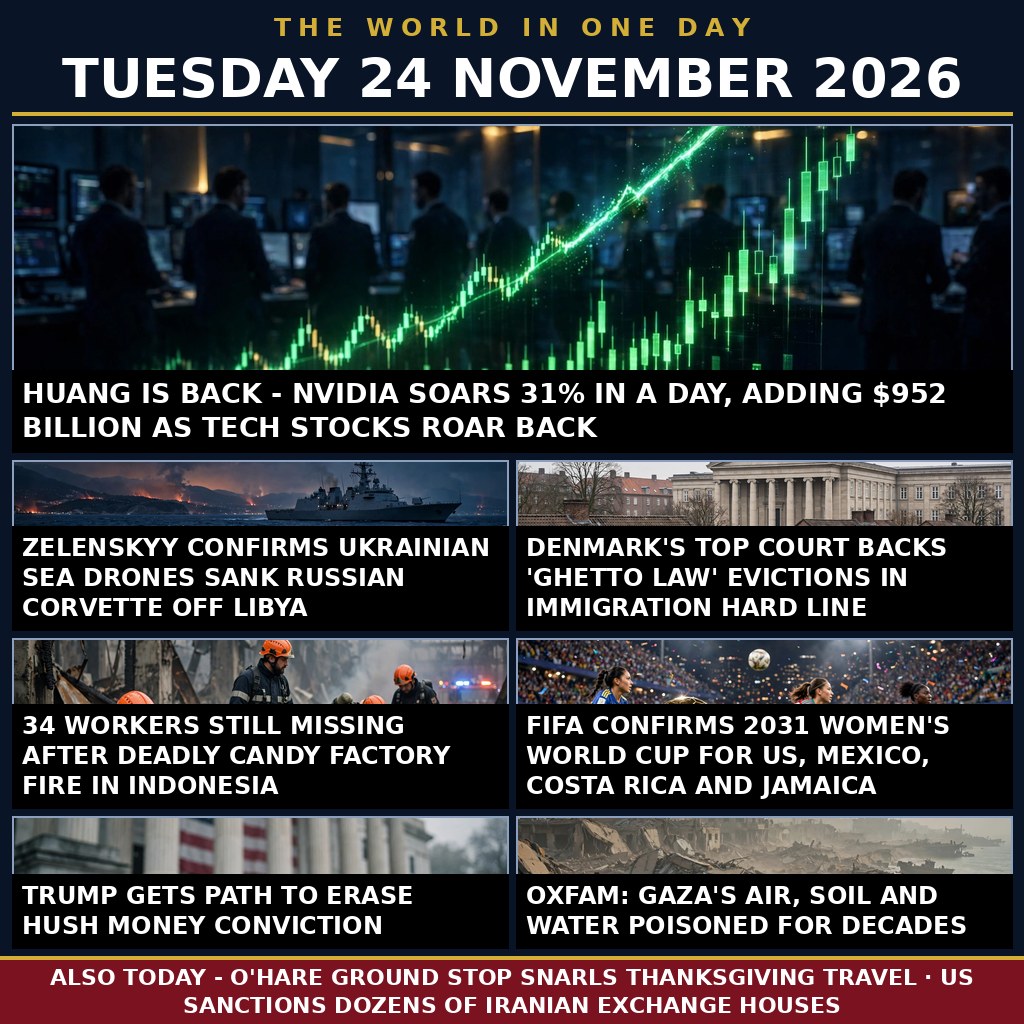 THE WORLD IN ONE DAY
TUESDAY 24 NOVEMBER 2026
HUANG IS BACK - NVIDIA SOARS 31% IN A DAY, ADDING $952
BILLION AS TECH STOCKS ROAR BACK
ZELENSKYY CONFIRMS UKRAINIAN
SEA DRONES SANK RUSSIAN
CORVETTE OFF LIBYA
DENMARK'S TOP COURT BACKS
'GHETTO LAW' EVICTIONS IN
IMMIGRATION HARD LINE
34 WORKERS STILL MISSING
AFTER DEADLY CANDY FACTORY
FIRE IN INDONESIA
FIFA CONFIRMS 2031 WOMEN'S
WORLD CUP FOR US, MEXICO,
COSTA RICA AND JAMAICA
TRUMP GETS PATH TO ERASE
HUSH MONEY CONVICTION
OXFAM: GAZA'S AIR, SOIL AND
WATER POISONED FOR DECADES
ALSO TODAY - O'HARE GROUND STOP SNARLS THANKSGIVING TRAVEL · US
SANCTIONS DOZENS OF IRANIAN EXCHANGE HOUSES